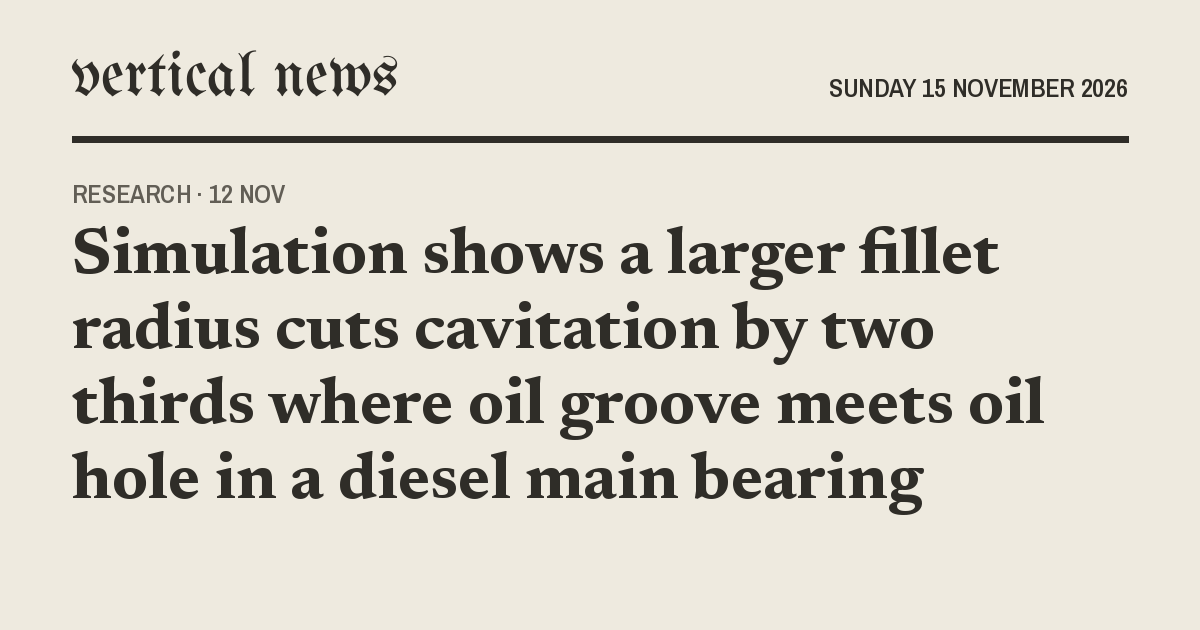 vertical news
SUNDAY 15 NOVEMBER 2026
RESEARCH · 12 NOV
Simulation shows a larger fillet
radius cuts cavitation by two
thirds where oil groove meets oil
hole in a diesel main bearing